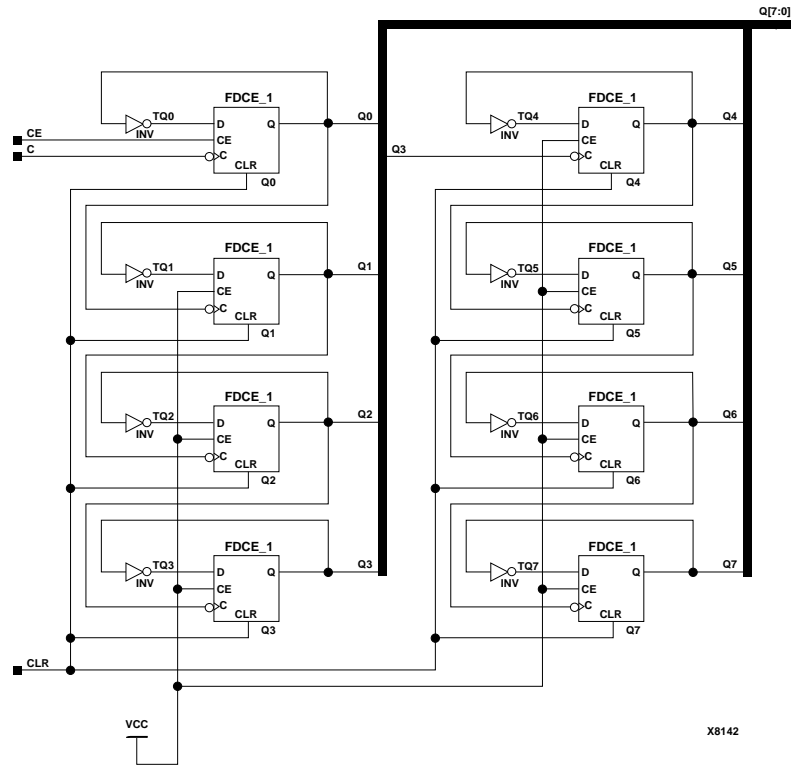 Q[7:0]
FDCE_1
TQ0
D
Q
Q0
INV
CE
CE
C
C
CLR
Q0
FDCE_1
TQ1
D
Q
Q1
INV
CE
C
CLR
Q1
FDCE_1
TQ2
D
Q
Q2
INV
CE
C
CLR
Q2
FDCE_1
TQ3
D
Q
Q3
INV
CE
C
CLR
Q3
CLR
VCC
FDCE_1
TQ4
D
Q
Q4
INV
CE
Q3
C
CLR
Q4
FDCE_1
TQ5
D
Q
Q5
INV
CE
C
CLR
Q5
FDCE_1
TQ6
D
Q
Q6
INV
CE
C
CLR
Q6
FDCE_1
TQ7
D
Q
Q7
INV
CE
C
CLR
Q7
X8142